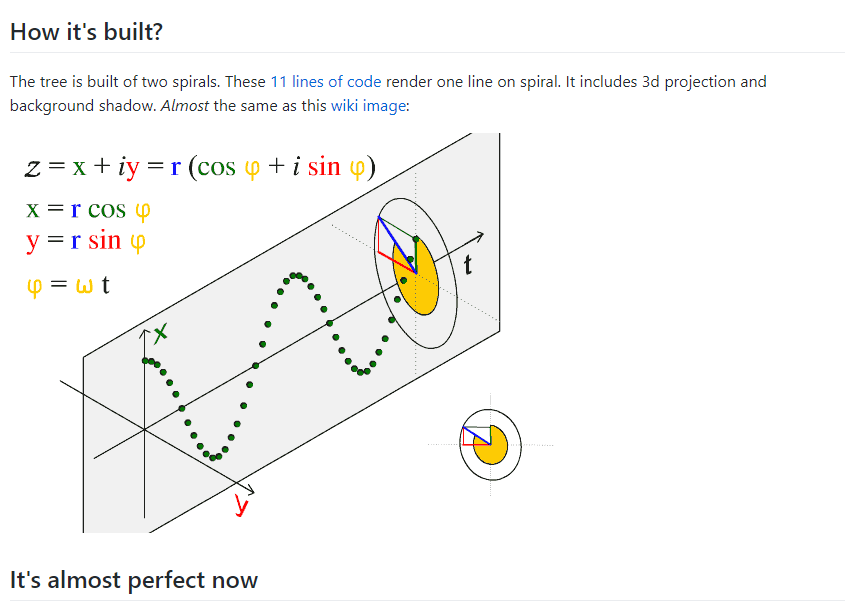 How it's built?
The tree is built of two spirals. These 11 lines of code render one line on spiral. It includes 3d projection and
background shadow. Almost the same as this wiki image:
z = x + iy = r (cos φ + i sin φ)
x = r cos φ
y = r sin φ
φ = ω t
t
x
y
It's almost perfect now